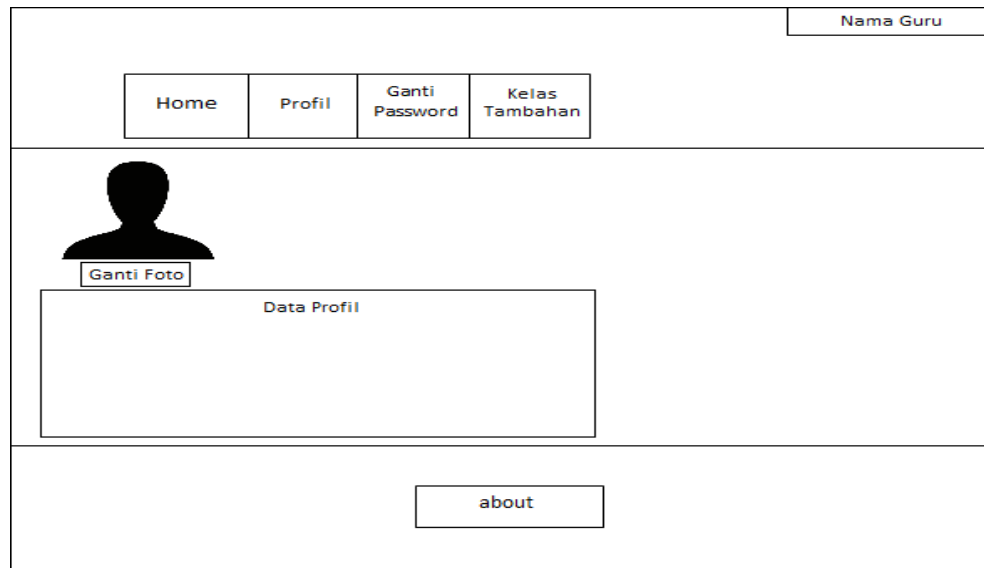 Nama Guru
Home
Profil
Ganti
Password
Kelas
Tambahan
Ganti Foto
Data Profil
about